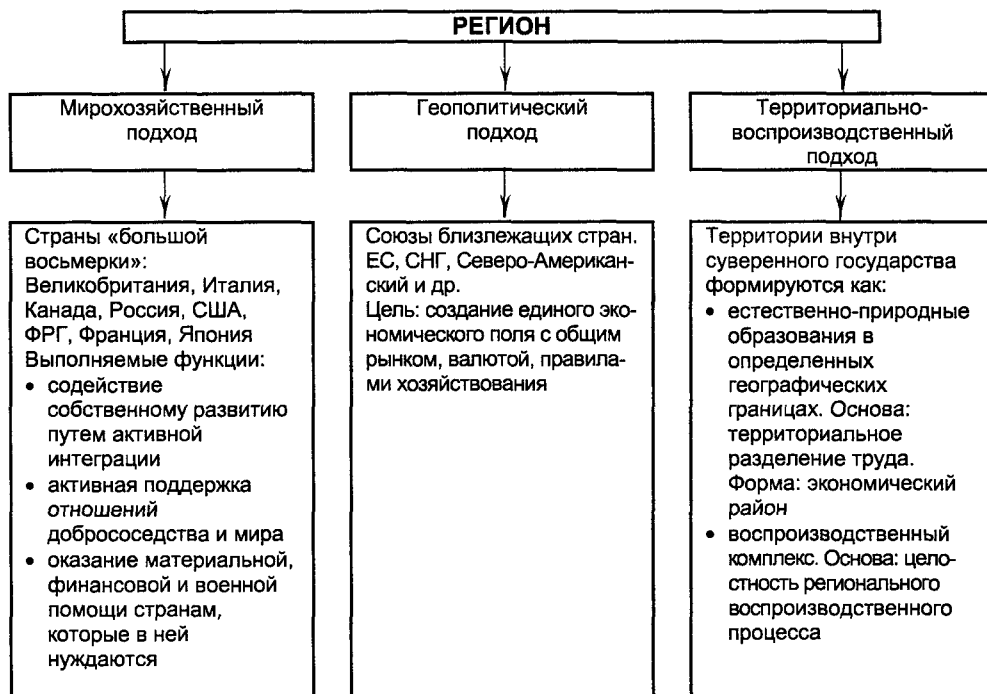 РЕГИОН
Мирохозяйственный
подход
Геополитический
подход
Территориально-
воспроизводственный
подход
Страны «большой
восьмерки»:
Великобритания, Италия,
Канада, Россия, США,
ФРГ, Франция, Япония
Выполняемые функции:
• содействие
собственному развитию
путем активной
интеграции
• активная поддержка
отношений
добрососедства и мира
• оказание материальной,
финансовой и военной
помощи странам,
которые в ней
нуждаются
Союзы близлежащих стран.
ЕС, СНГ, Северо-Американ-
ский и др.
Цель: создание единого эко-
номического поля с общим
рынком, валютой, правила-
ми хозяйствования
Территории внутри
суверенного государства
формируются как:
• естественно-природные
образования в
определенных
географических
границах. Основа:
территориальное
разделение труда.
Форма: экономический
район
• воспроизводственный
комплекс. Основа: цело-
стность регионального
воспроизводственного
процесса